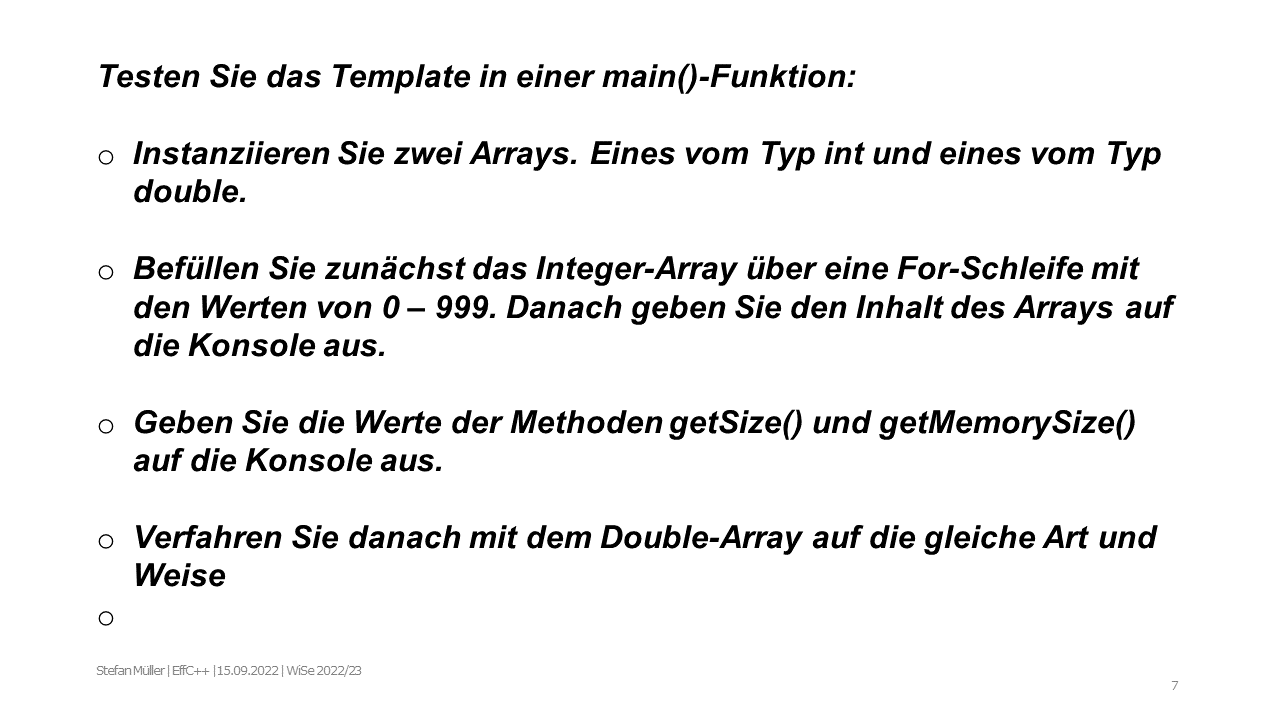 Testen Sie das Template in einer main()-Funktion:
o Instanziieren Sie zwei Arrays. Eines vom Typ int und eines vom Typ
double.
o Befüllen Sie zunächst das Integer-Array über eine For-Schleife mit
den Werten von 0 – 999. Danach geben Sie den Inhalt des Arrays auf
die Konsole aus.
o Geben Sie die Werte der Methoden getSize() und getMemorySize()
auf die Konsole aus.
o Verfahren Sie danach mit dem Double-Array auf die gleiche Art und
Weise
o
Stefan Müller | EffC++ |15.09.2022 | WiSe 2022/23
7